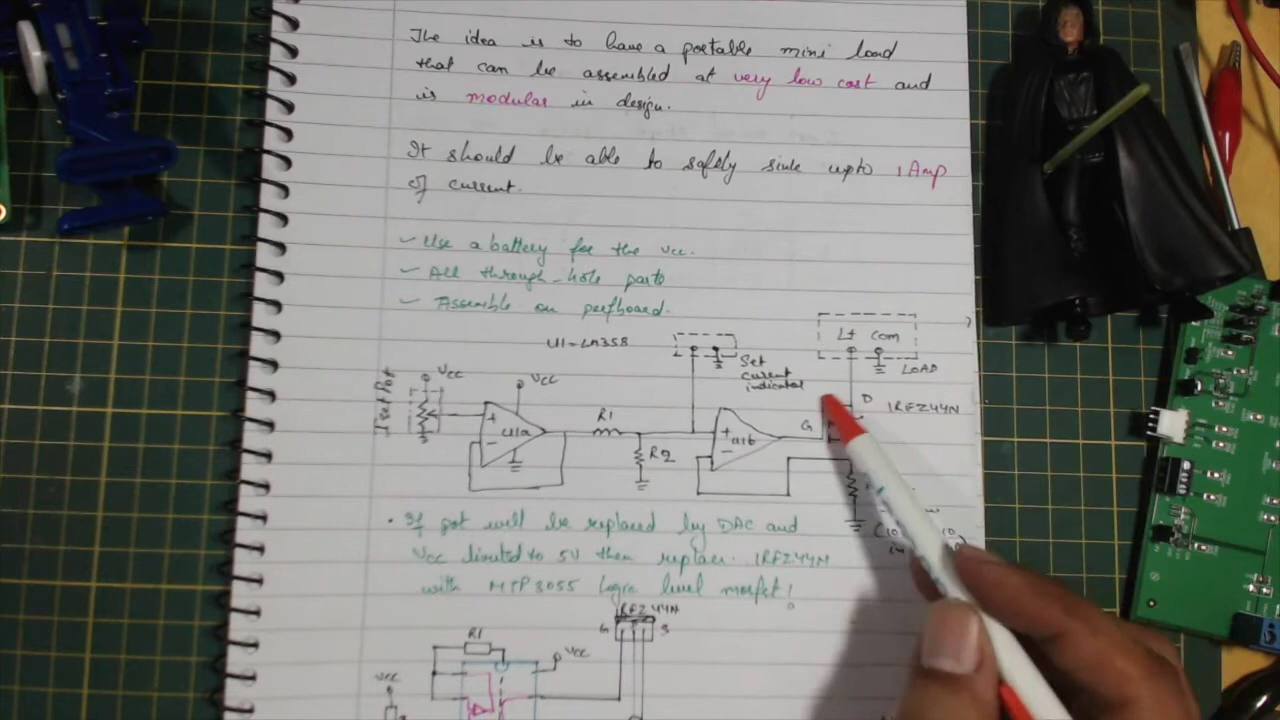 The idea is to have a portable mini load
that can be assembled at very low cost and
is modular in design.
It should be able to safely sink upto 1 Amp
of current.
- Use a battery for the Vcc.
- All through-hole parts
- Assemble on perfboard.
L+ COM
LOAD
U1=LM358
Set
current
indicator
ISet Pot
Vcc
Vcc
U1a
R1
R2
U1b
G
D
IRFZ44N
. If pot will be replaced by DAC and
Vcc limited to 5V then replace IRFZ44N
with MTP3055 logic level mosfet!
IRFZ44N
G S
R1
Vcc
Vcc